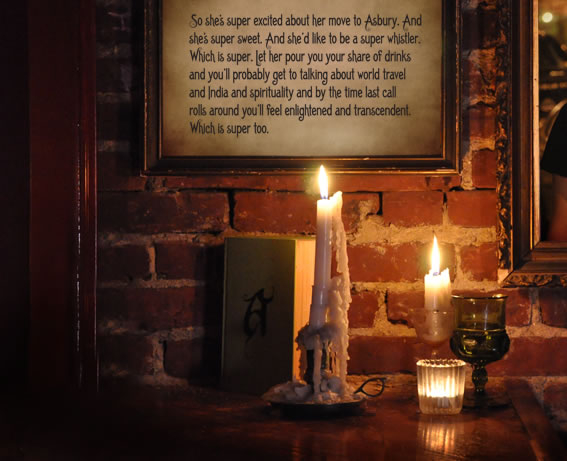 So she's super excited about her move to Asbury. And
she's super sweet. And she'd like to be a super whistler.
Which is super. Let her pour you your share of drinks
and you'll probably get to talking about world travel
and India and spirituality and by the time last call
rolls around you'll feel enlightened and transcendent.
Which is super too.